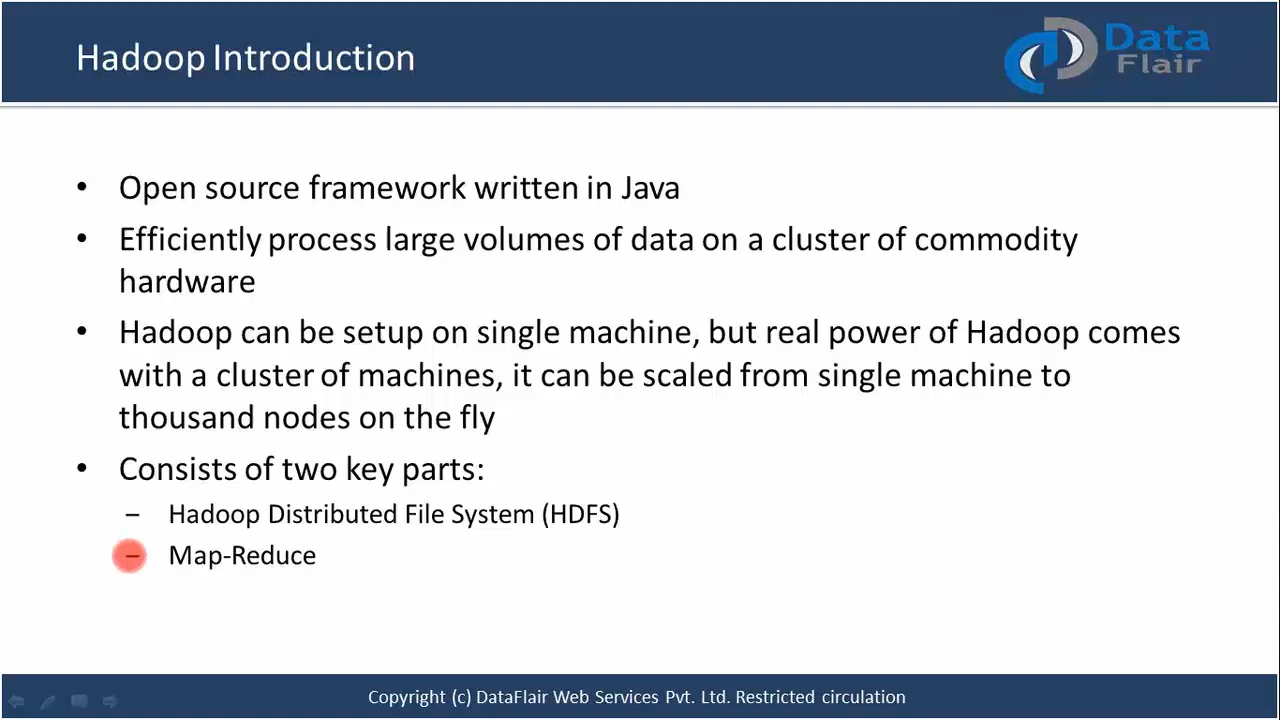 Hadoop Introduction
Data
Flair
• Open source framework written in Java
• Efficiently process large volumes of data on a cluster of commodity
hardware
• Hadoop can be setup on single machine, but real power of Hadoop comes
with a cluster of machines, it can be scaled from single machine to
thousand nodes on the fly
• Consists of two key parts:
– Hadoop Distributed File System (HDFS)
– Map-Reduce
Copyright (c) DataFlair Web Services Pvt. Ltd. Restricted circulation